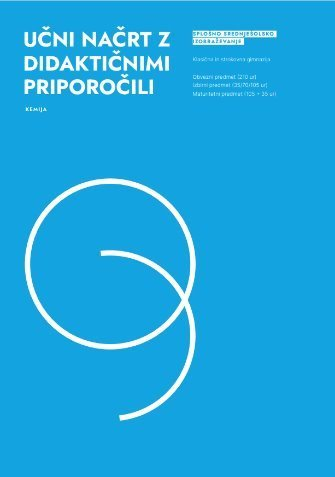 UČNI NAČRT Z
DIDAKTIČNIMI
PRIPOROČILI
KEMIJA
SPLOŠNO SREDNJEŠOLSKO
IZOBRAŽEVANJE
Klasična in strokovna gimnazija
Obvezni predmet (210 ur)
Izbirni predmet (35/70/105 ur)
Maturitetni predmet (105 + 35 ur)